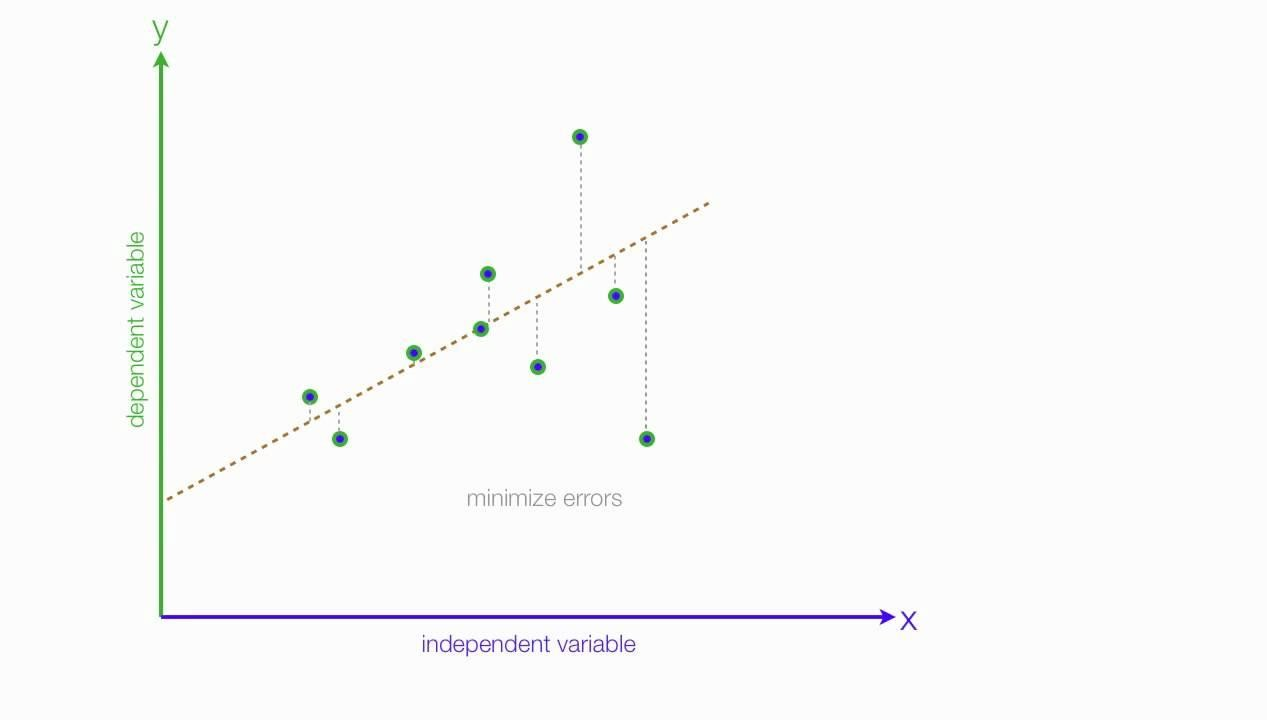 y
dependent variable
minimize errors
x
independent variable